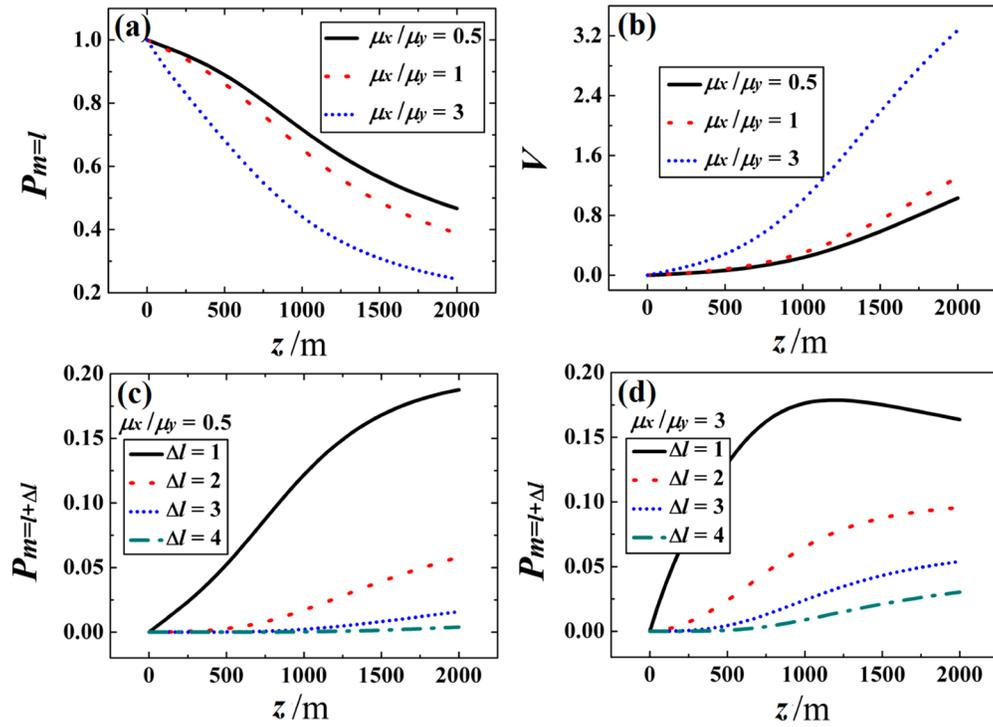 (a)
μx/μy = 0.5
μx/μy = 1
μx/μy = 3
1.0
0.8
0.6
0.4
0.2
Pm=l
0 500 1000 1500 2000
z/m
(b)
μx/μy = 0.5
μx/μy = 1
μx/μy = 3
3.2
2.4
1.6
0.8
0.0
V
0 500 1000 1500 2000
z/m
(c)
μx/μy = 0.5
Δl = 1
Δl = 2
Δl = 3
Δl = 4
0.20
0.15
0.10
0.05
0.00
Pm=l+Δl
0 500 1000 1500 2000
z/m
(d)
μx/μy = 3
Δl = 1
Δl = 2
Δl = 3
Δl = 4
0.20
0.15
0.10
0.05
0.00
Pm=l+Δl
0 500 1000 1500 2000
z/m